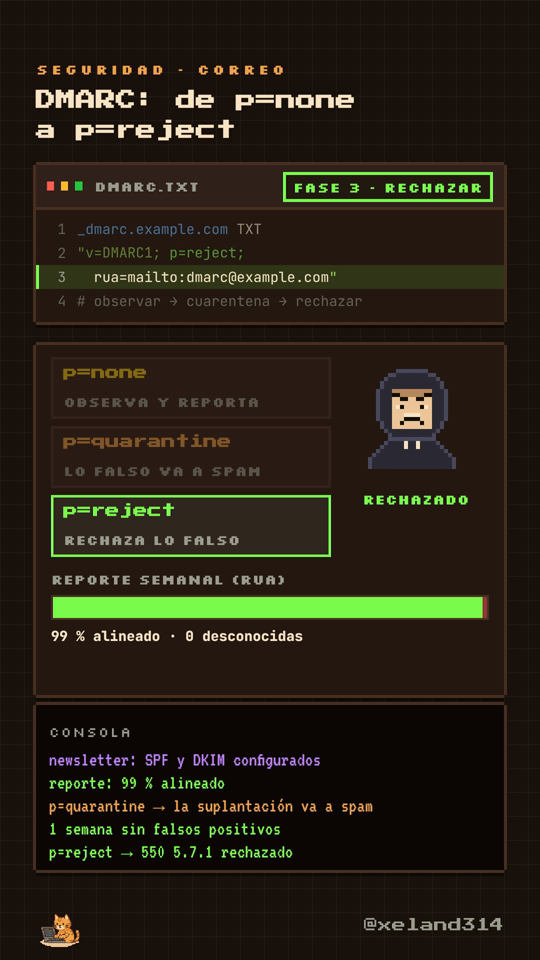 SEGURIDAD · CORREO
DMARC: de p=none
a p=reject
DMARC.TXT
FASE 3 · RECHAZAR
1 _dmarc.example.com TXT
2 "v=DMARC1; p=reject;
3 rua=mailto:dmarc@example.com"
4 # observar → cuarentena → rechazar
p=none
OBSERVA Y REPORTA
p=quarantine
LO FALSO VA A SPAM
p=reject
RECHAZA LO FALSO
RECHAZADO
REPORTE SEMANAL (RUA)
99 % alineado · 0 desconocidas
CONSOLA
newsletter: SPF y DKIM configurados
reporte: 99 % alineado
p=quarantine → la suplantación va a spam
1 semana sin falsos positivos
p=reject → 550 5.7.1 rechazado
@xeland314